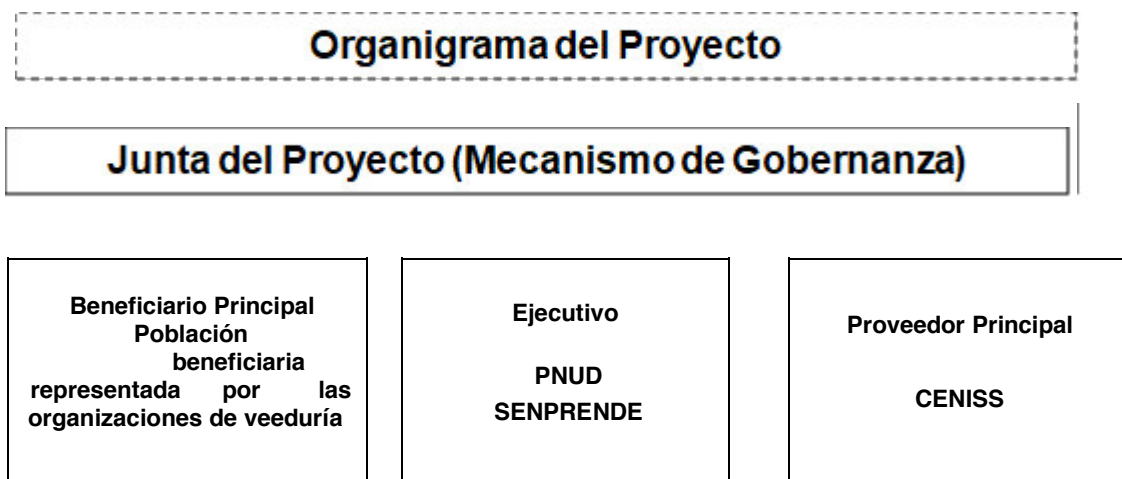 Organigrama del Proyecto
Junta del Proyecto (Mecanismo de Gobernanza)
Beneficiario Principal
Población
beneficiaria
representada por las
organizaciones de veeduría
Ejecutivo
PNUD
SENPRENDE
Proveedor Principal
CENISS